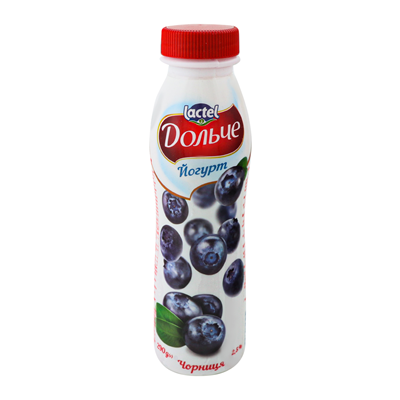 lactel
Дольче
Йогурт
290 г
2.5%
Чорниця